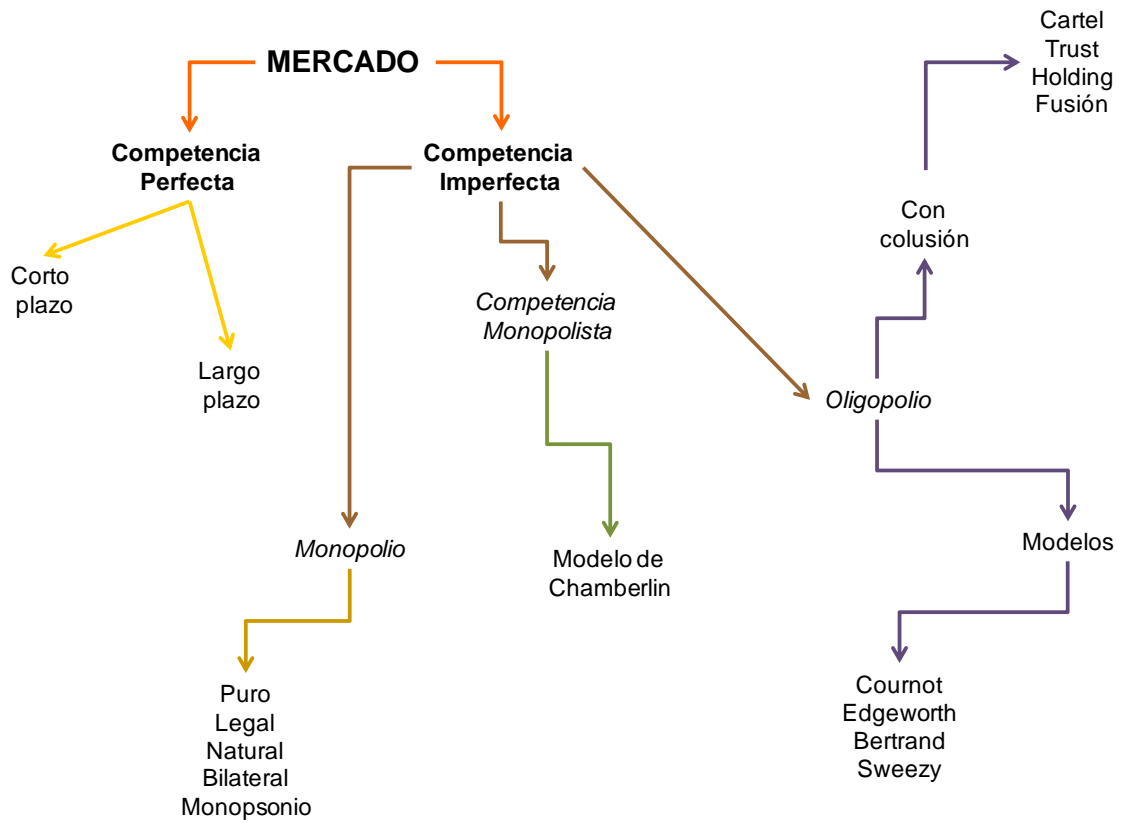 MERCADO
Competencia
Perfecta
Corto
plazo
Largo
plazo
Competencia
Imperfecta
Monopolio
Puro
Legal
Natural
Bilateral
Monopsonio
Competencia
Monopolista
Modelo de
Chamberlin
Oligopolio
Con
colusión
Cartel
Trust
Holding
Fusión
Modelos
Cournot
Edgeworth
Bertrand
Sweezy